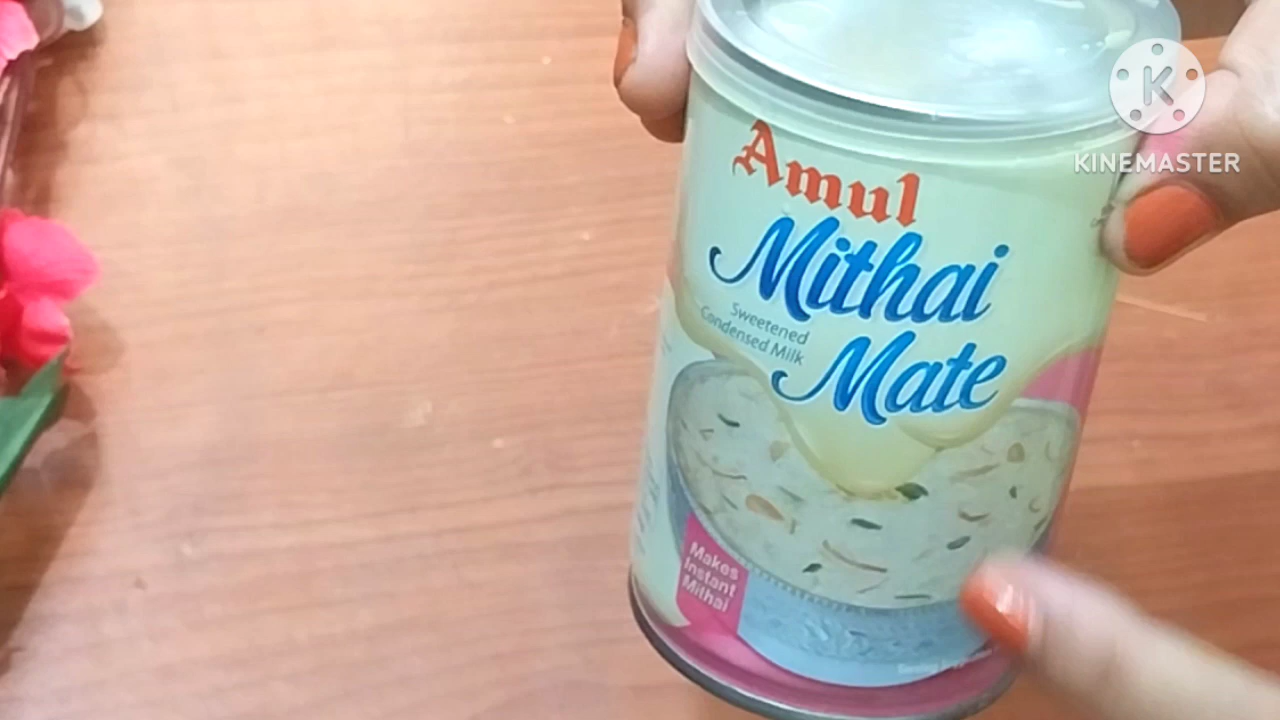 Amul
Mithai
Mate
Sweetened
Condensed Milk
Makes
Instant
Mithai
KINEMASTER